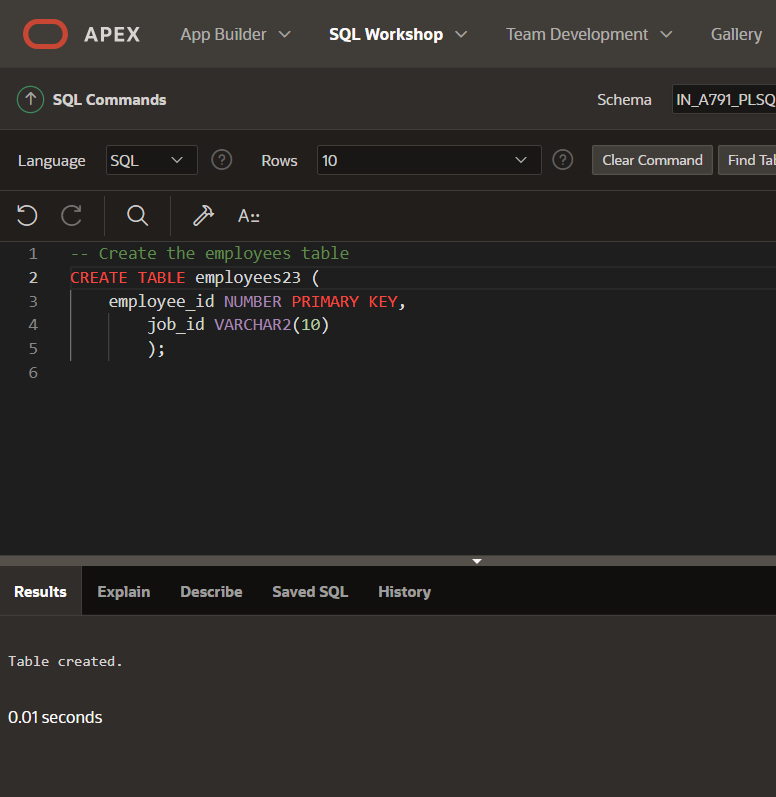 APEX App Builder SQL Workshop Team Development Gallery
SQL Commands Schema IN_A791_PLSQ
Language SQL ? Rows 10 ? Clear Command Find Tab
A::
1 -- Create the employees table
2 CREATE TABLE employees23 (
3 employee_id NUMBER PRIMARY KEY,
4 job_id VARCHAR2(10)
5 );
6
Results Explain Describe Saved SQL History
Table created.
0.01 seconds